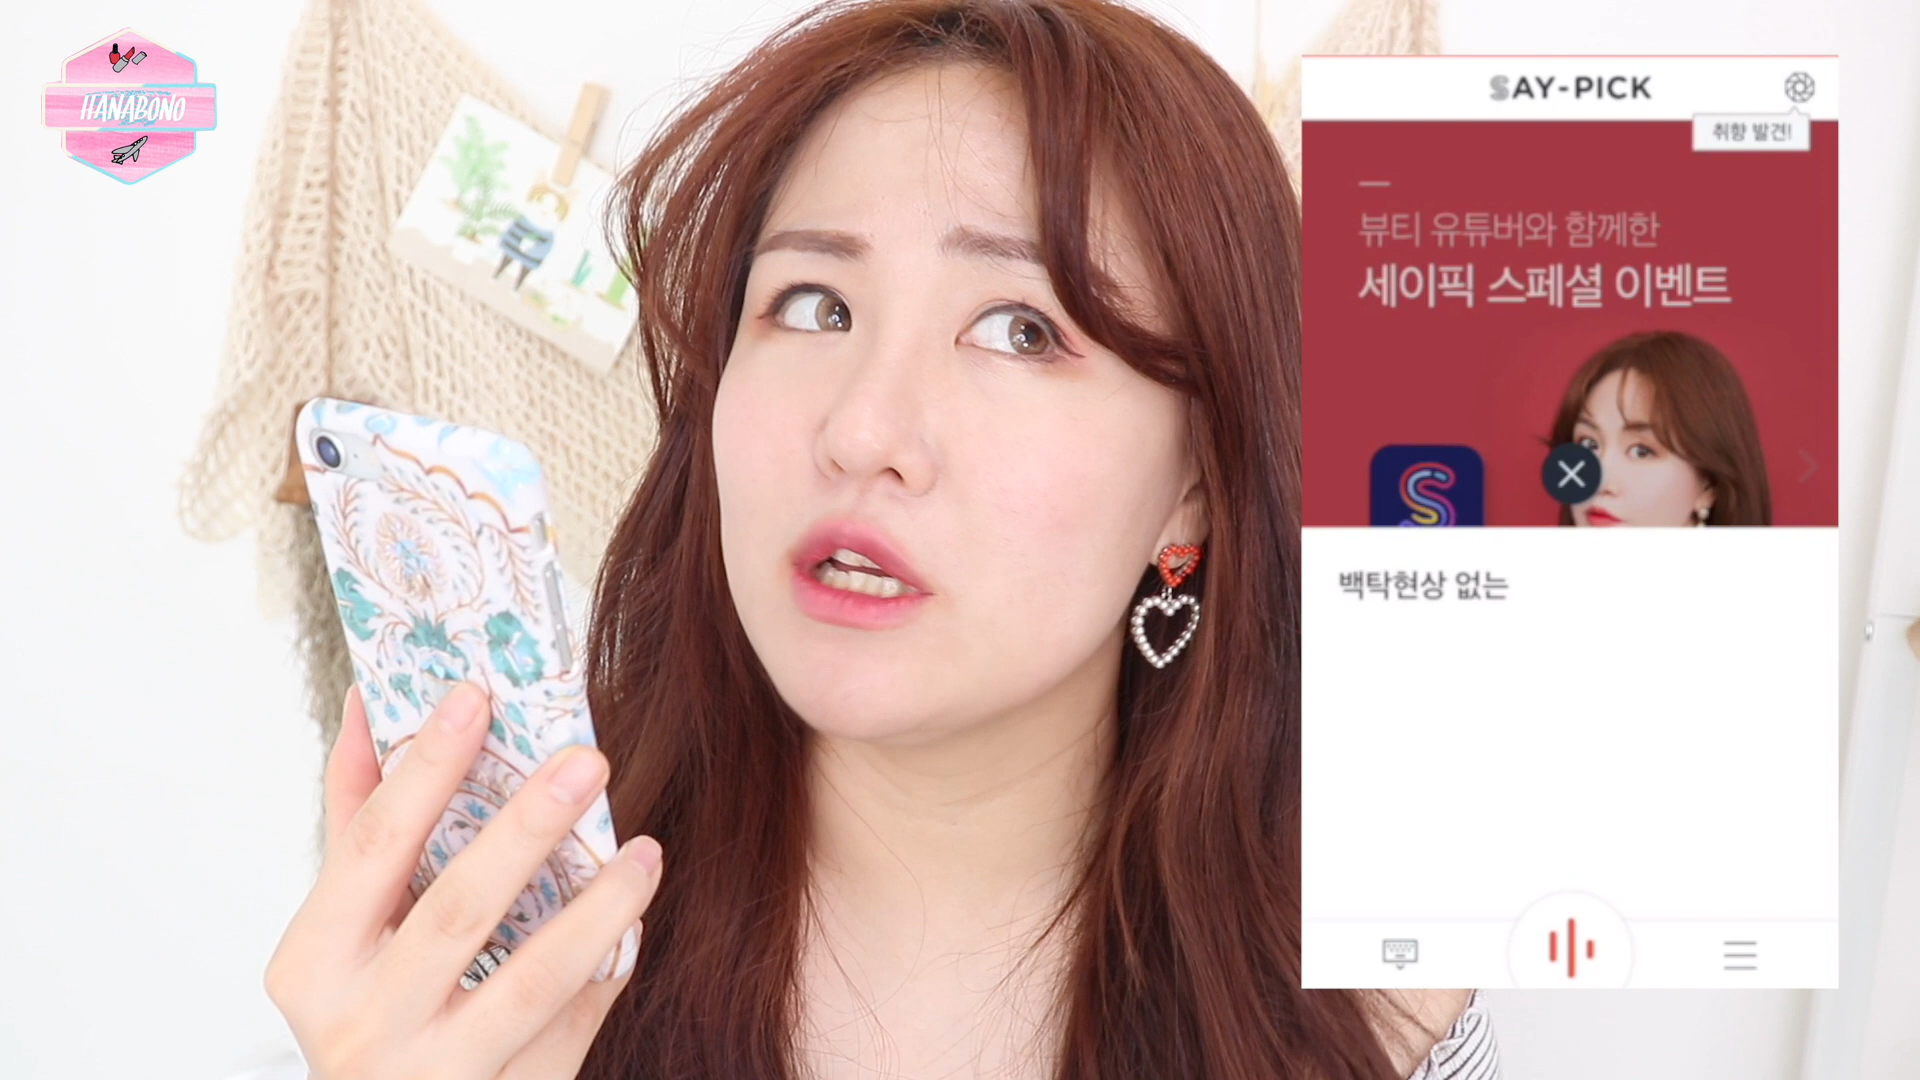 HANABONO
SAY-PICK
취향 발견!
뷰티 유튜버와 함께한
세이픽 스페셜 이벤트
백탁현상 없는